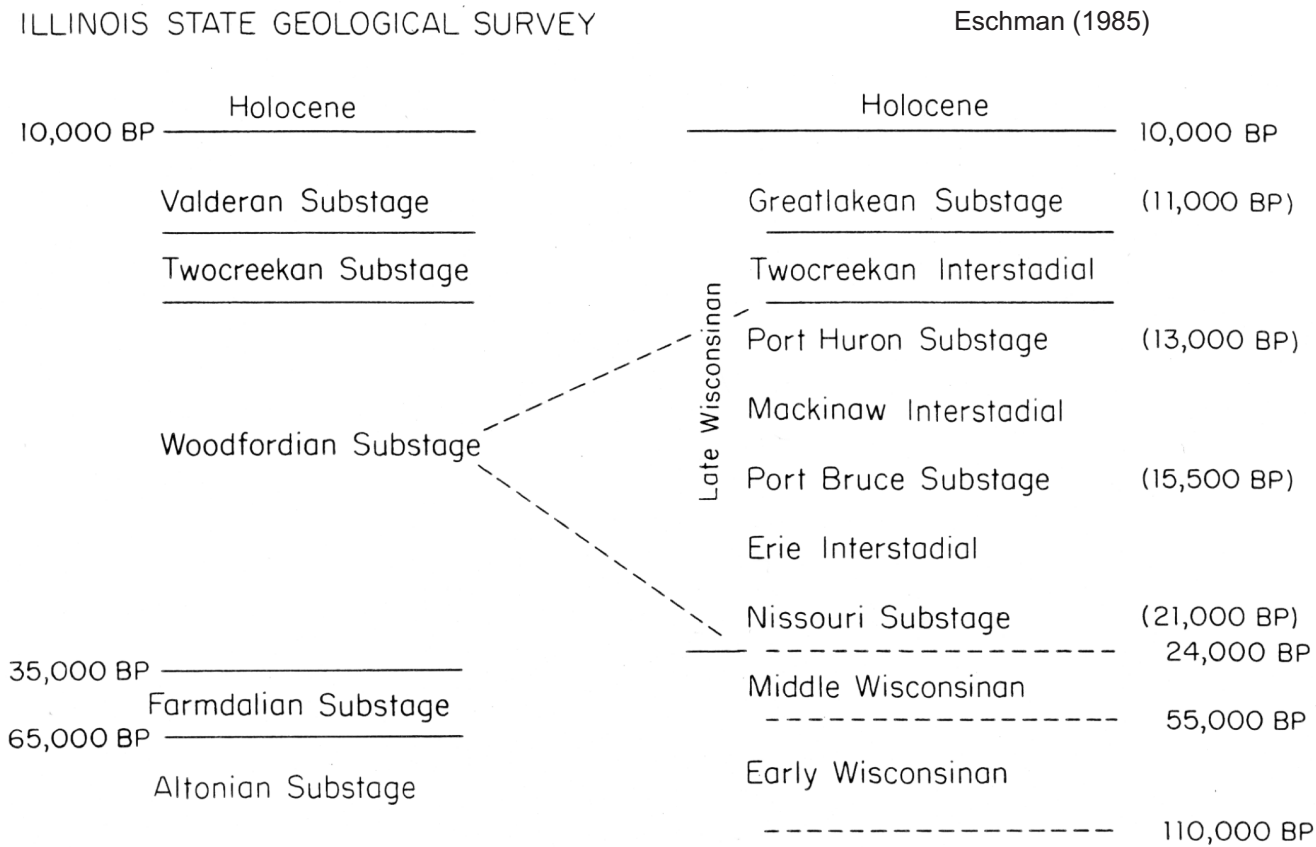 ILLINOIS STATE GEOLOGICAL SURVEY
Eschman (1985)
Holocene
10,000 BP
Valderan Substage
Twocreekan Substage
Woodfordian Substage
35,000 BP
Farmdalian Substage
65,000 BP
Altonian Substage
Holocene
10,000 BP
Greatlakean Substage (11,000 BP)
Twocreekan Interstadial
Late Wisconsinan
Port Huron Substage (13,000 BP)
Mackinaw Interstadial
Port Bruce Substage (15,500 BP)
Erie Interstadial
Nissouri Substage (21,000 BP)
24,000 BP
Middle Wisconsinan
55,000 BP
Early Wisconsinan
110,000 BP